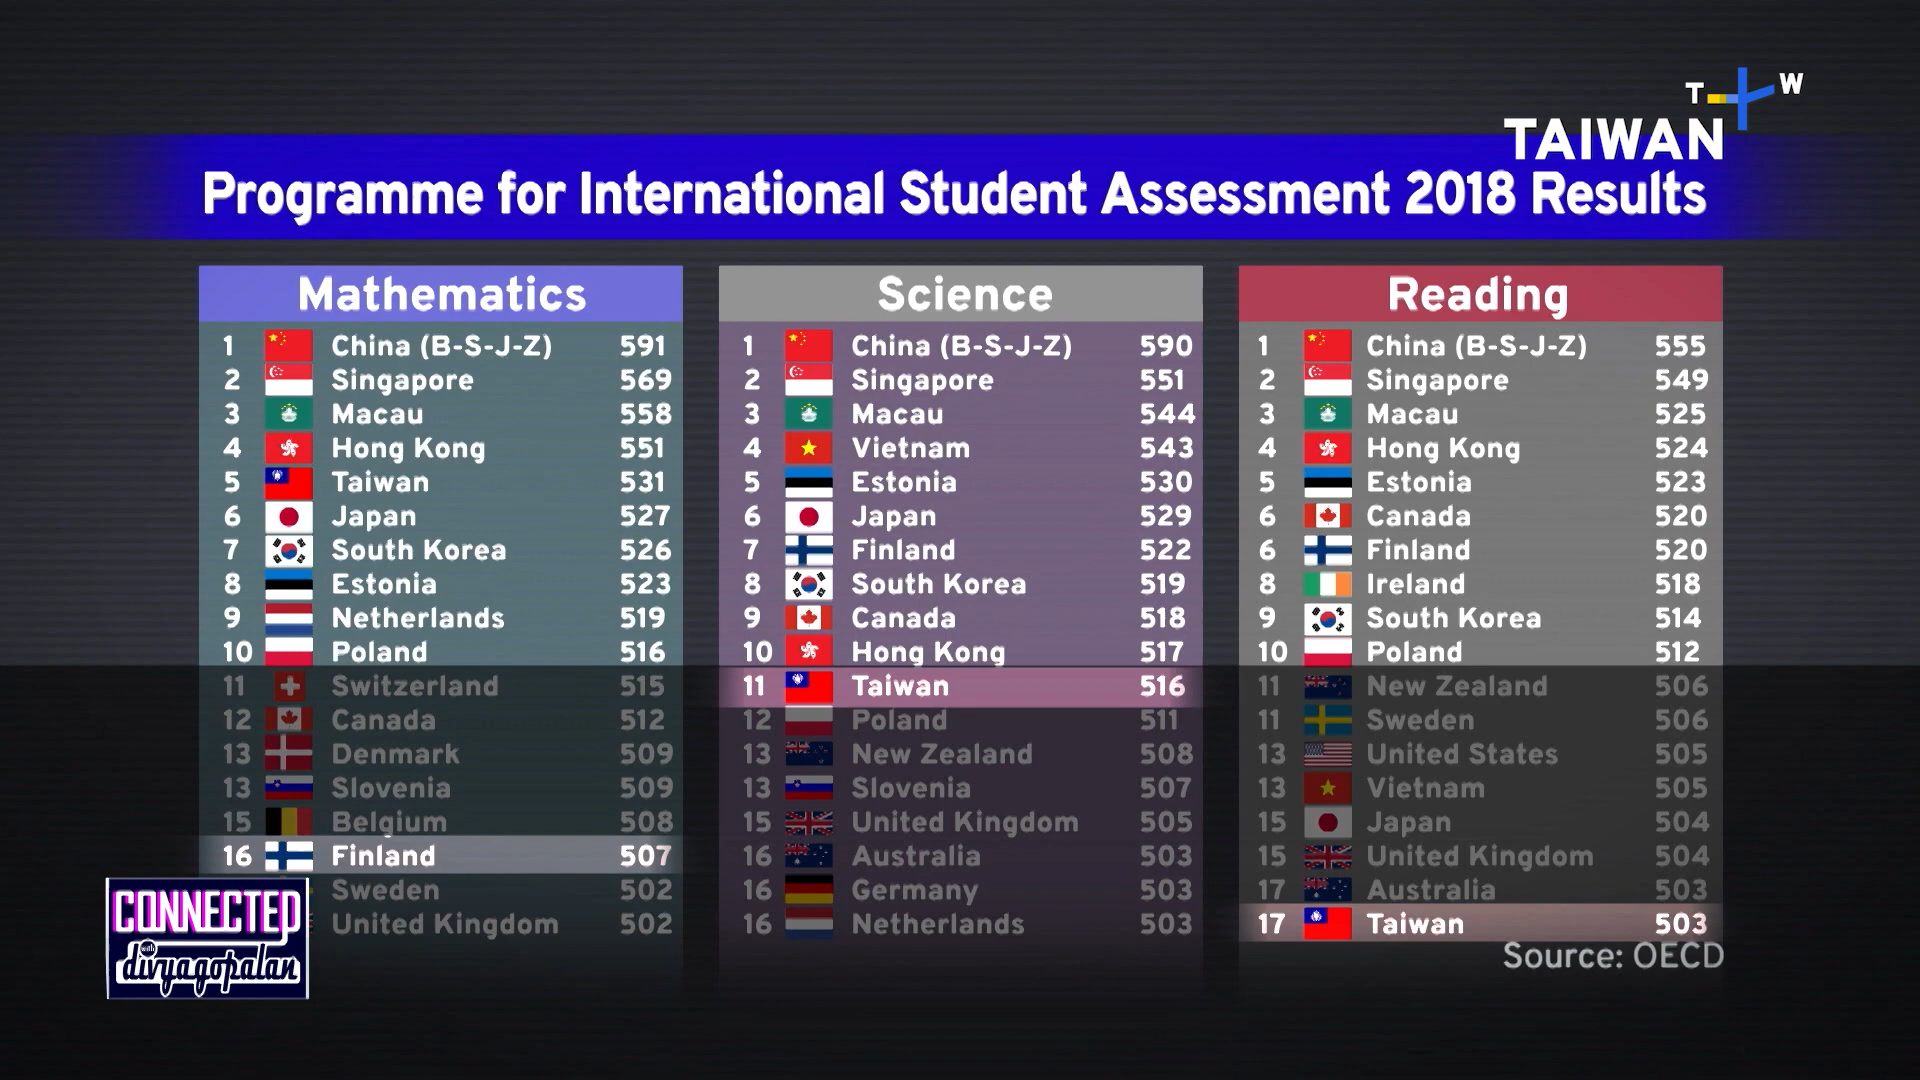 T W
TAIWAN
Programme for International Student Assessment 2018 Results
Mathematics
1 China (B-S-J-Z) 591
2 Singapore 569
3 Macau 558
4 Hong Kong 551
5 Taiwan 531
6 Japan 527
7 South Korea 526
8 Estonia 523
9 Netherlands 519
10 Poland 516
11 Switzerland 515
12 Canada 512
13 Denmark 509
13 Slovenia 509
15 Belgium 508
16 Finland 507
Sweden 502
United Kingdom 502
Science
1 China (B-S-J-Z) 590
2 Singapore 551
3 Macau 544
4 Vietnam 543
5 Estonia 530
6 Japan 529
7 Finland 522
8 South Korea 519
9 Canada 518
10 Hong Kong 517
11 Taiwan 516
12 Poland 511
13 New Zealand 508
13 Slovenia 507
15 United Kingdom 505
16 Australia 503
16 Germany 503
16 Netherlands 503
Reading
1 China (B-S-J-Z) 555
2 Singapore 549
3 Macau 525
4 Hong Kong 524
5 Estonia 523
6 Canada 520
6 Finland 520
8 Ireland 518
9 South Korea 514
10 Poland 512
11 New Zealand 506
11 Sweden 506
13 United States 505
13 Vietnam 505
15 Japan 504
15 United Kingdom 504
17 Australia 503
17 Taiwan 503
Source: OECD
CONNECTED
with
divyagopalan